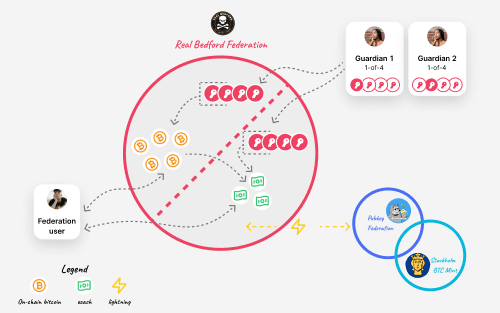 Real Bedford Federation
Guardian 1
1-of-4
Guardian 2
1-of-4
Federation
user
Pubkey
Federation
Stockholm
BTC Mint
Legend
On-chain bitcoin
ecash
lightning